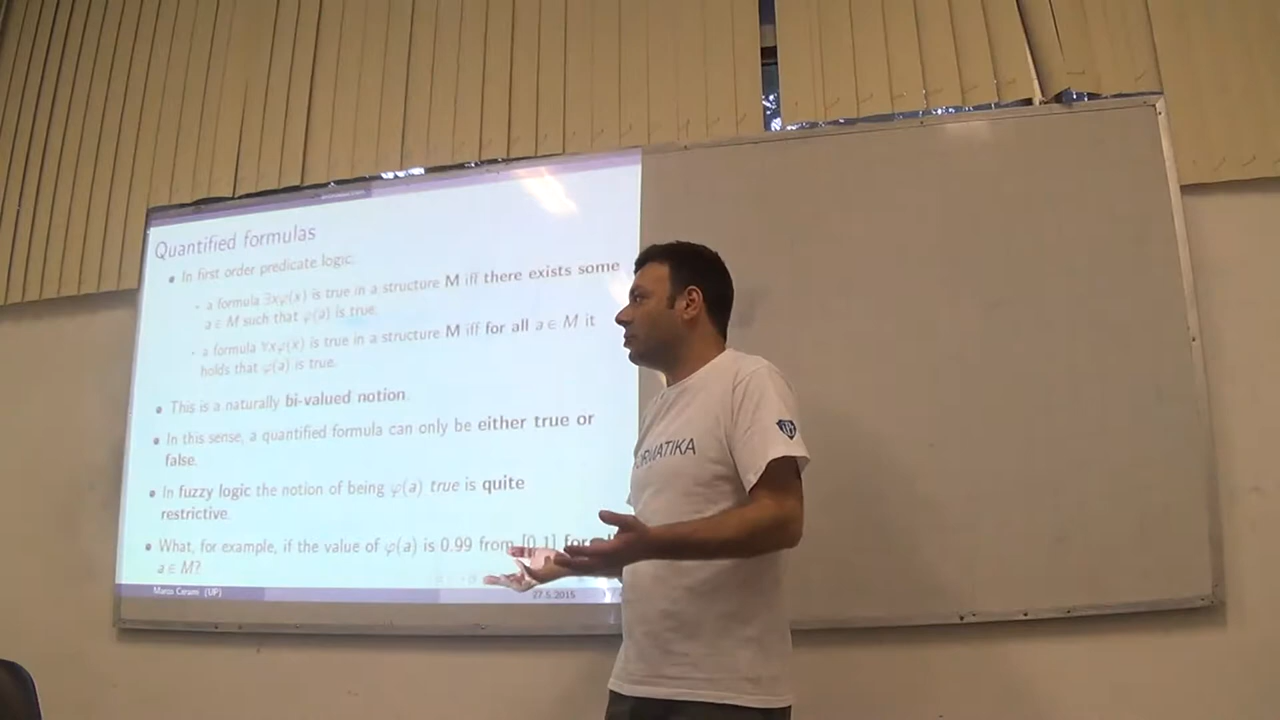 Quantified formulas
In first order predicate logic:
a formula ∃xφ(x) is true in a structure M iff there exists some
a ∈ M such that φ(a) is true.
a formula ∀xφ(x) is true in a structure M iff for all a ∈ M it
holds that φ(a) is true.
This is a naturally bi-valued notion.
In this sense, a quantified formula can only be either true or
false.
In fuzzy logic the notion of being φ(a) true is quite
restrictive.
What, for example, if the value of φ(a) is 0.99 from [0,1] for
a ∈ M?
Marco Cerami (UP)
27.5.2015